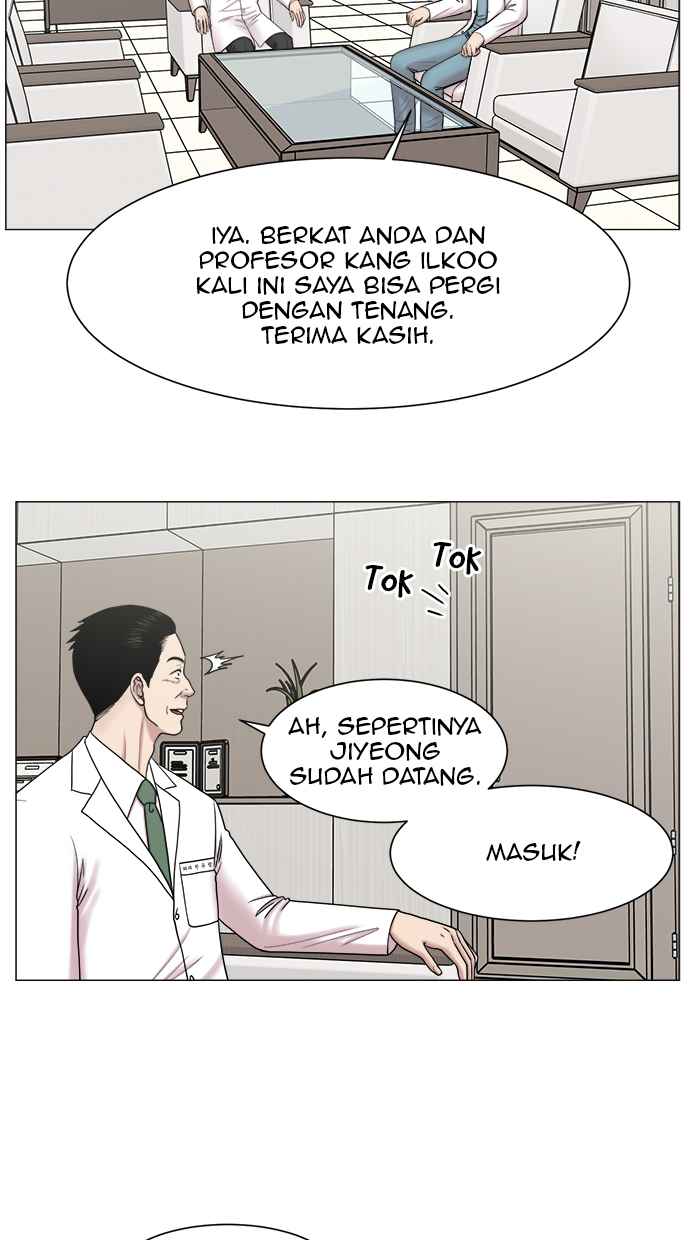 IYA. BERKAT ANDA DAN
PROFESOR KANG ILKOO
KALI INI SAYA BISA PERGI
DENGAN TENANG.
TERIMA KASIH.
TOK
TOK
AH, SEPERTINYA
JIYEONG
SUDAH DATANG.
MASUK!